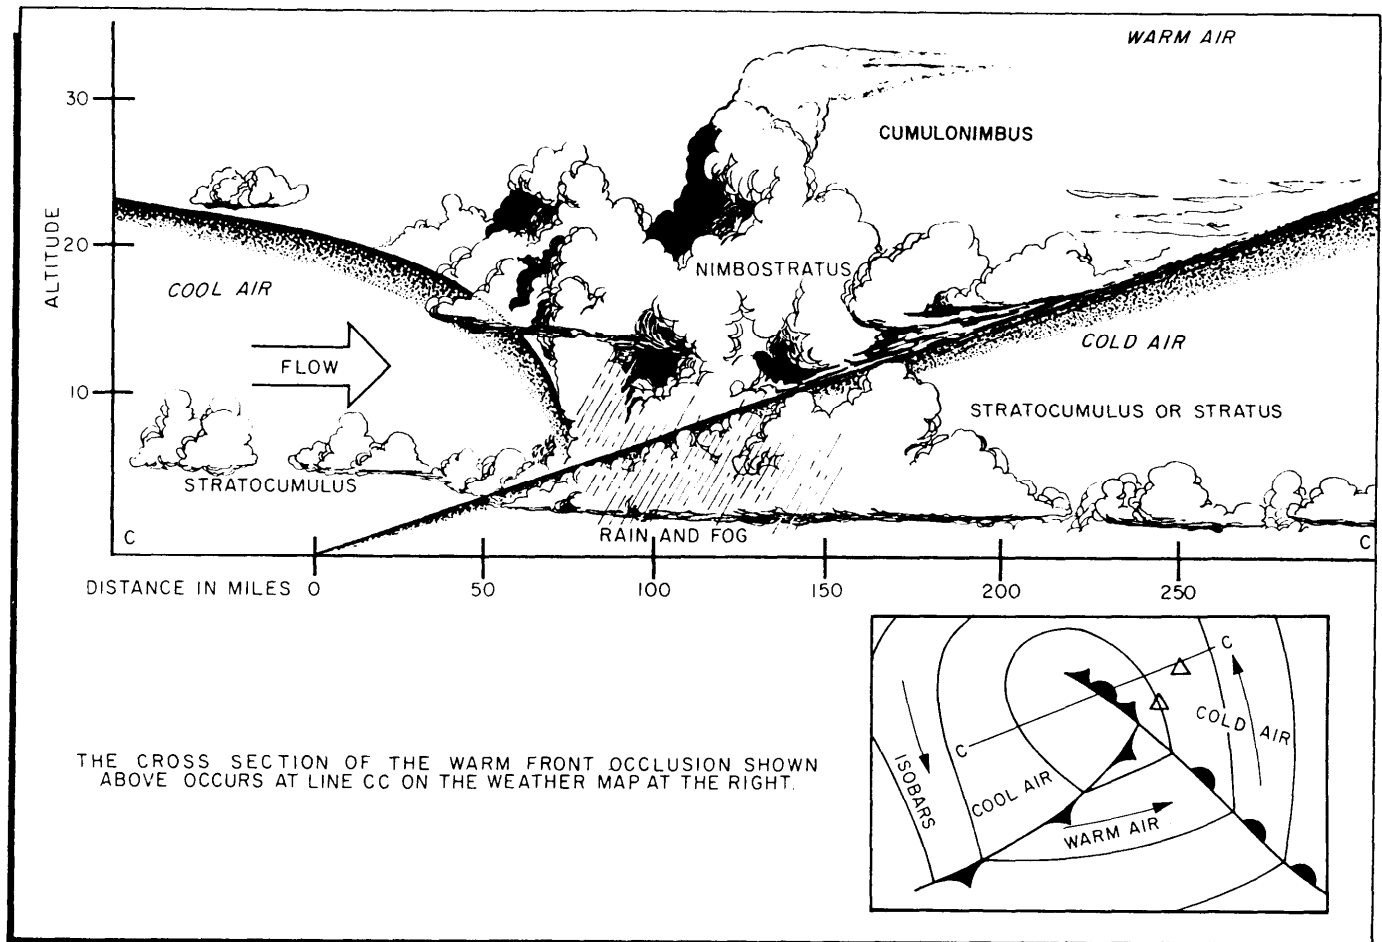 WARM AIR
30
CUMULONIMBUS
ALTITUDE
20
NIMBOSTRATUS
COOL AIR
COLD AIR
FLOW
10
STRATOCUMULUS OR STRATUS
STRATOCUMULUS
RAIN AND FOG
C
C
DISTANCE IN MILES 0 50 100 150 200 250
C
COLD AIR
C
ISOBARS
COOL AIR
WARM AIR
THE CROSS SECTION OF THE WARM FRONT OCCLUSION SHOWN
ABOVE OCCURS AT LINE CC ON THE WEATHER MAP AT THE RIGHT.